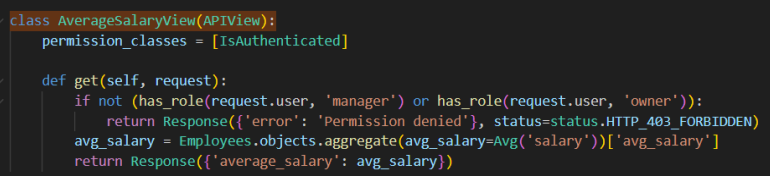 class AverageSalaryView(APIView):
    permission_classes = [IsAuthenticated]
    def get(self, request):
        if not (has_role(request.user, 'manager') or has_role(request.user, 'owner')):
            return Response({'error': 'Permission denied'}, status=status.HTTP_403_FORBIDDEN)
        avg_salary = Employees.objects.aggregate(avg_salary=Avg('salary'))['avg_salary']
        return Response({'average_salary': avg_salary})